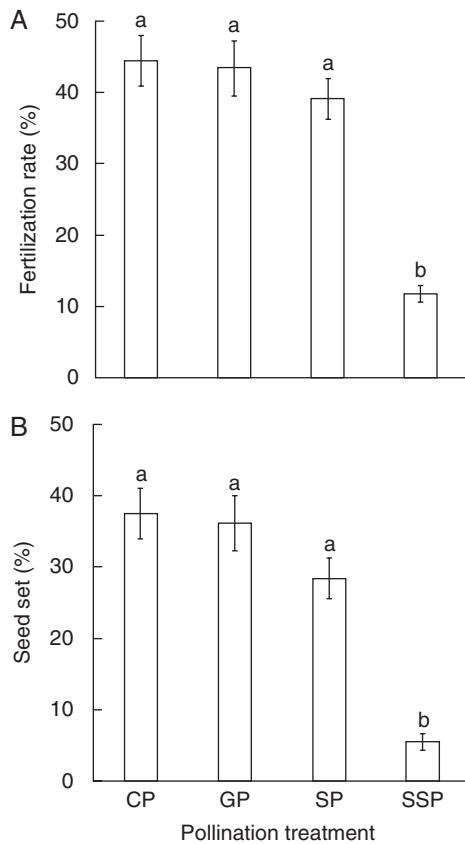 A
50
40
30
20
10
0
Fertilization rate (%)
a
a
a
b
B
50
40
30
20
10
0
Seed set (%)
a
a
a
b
CP GP SP SSP
Pollination treatment